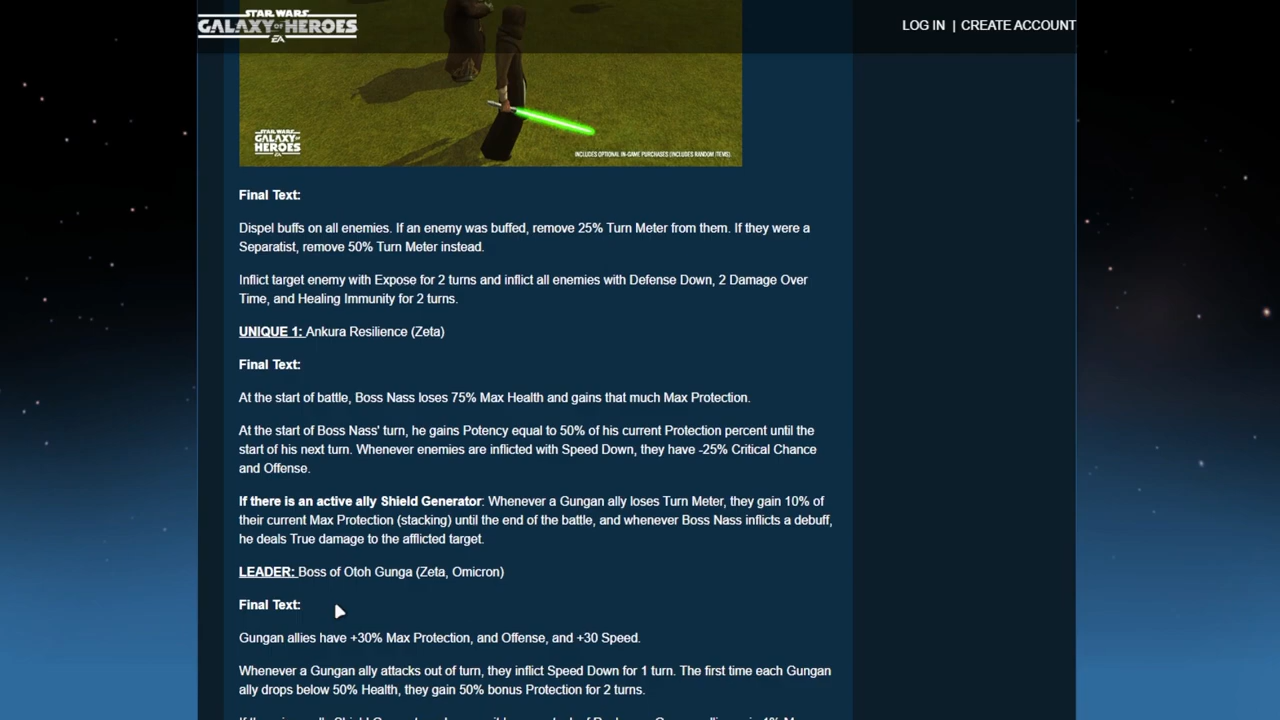 STAR WARS
GALAXY OF HEROES
EA
LOG IN | CREATE ACCOUNT
STAR WARS
GALAXY OF
HEROES
INCLUDES OPTIONAL IN-GAME PURCHASES (INCLUDES RANDOM ITEMS).
Final Text:
Dispel buffs on all enemies. If an enemy was buffed, remove 25% Turn Meter from them. If they were a
Separatist, remove 50% Turn Meter instead.
Inflict target enemy with Expose for 2 turns and inflict all enemies with Defense Down, 2 Damage Over
Time, and Healing Immunity for 2 turns.
UNIQUE 1: Ankura Resilience (Zeta)
Final Text:
At the start of battle, Boss Nass loses 75% Max Health and gains that much Max Protection.
At the start of Boss Nass' turn, he gains Potency equal to 50% of his current Protection percent until the
start of his next turn. Whenever enemies are inflicted with Speed Down, they have -25% Critical Chance
and Offense.
If there is an active ally Shield Generator: Whenever a Gungan ally loses Turn Meter, they gain 10% of
their current Max Protection (stacking) until the end of the battle, and whenever Boss Nass inflicts a debuff,
he deals True damage to the afflicted target.
LEADER: Boss of Otoh Gunga (Zeta, Omicron)
Final Text:
Gungan allies have +30% Max Protection, and Offense, and +30 Speed.
Whenever a Gungan ally attacks out of turn, they inflict Speed Down for 1 turn. The first time each Gungan
ally drops below 50% Health, they gain 50% bonus Protection for 2 turns.